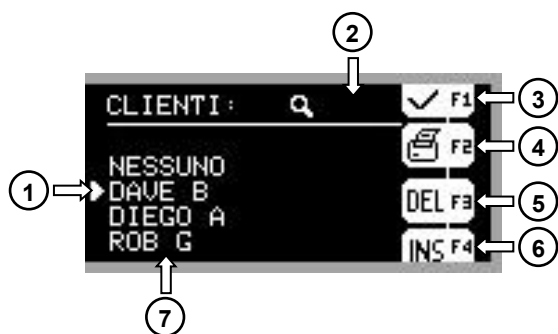 2
CLIENTI:
F1
3
F2
4
NESSUNO
1
DAVE B
DEL F3
5
DIEGO A
ROB G
INS F4
6
7